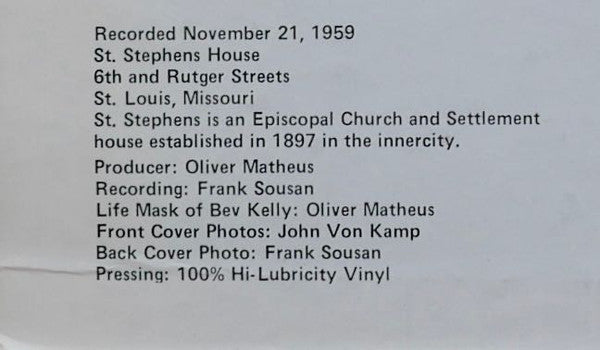 Recorded November 21, 1959
St. Stephens House
6th and Rutger Streets
St. Louis, Missouri
St. Stephens is an Episcopal Church and Settlement
house established in 1897 in the innercity.
Producer: Oliver Matheus
Recording: Frank Sousan
Life Mask of Bev Kelly: Oliver Matheus
Front Cover Photos: John Von Kamp
Back Cover Photo: Frank Sousan
Pressing: 100% Hi-Lubricity Vinyl